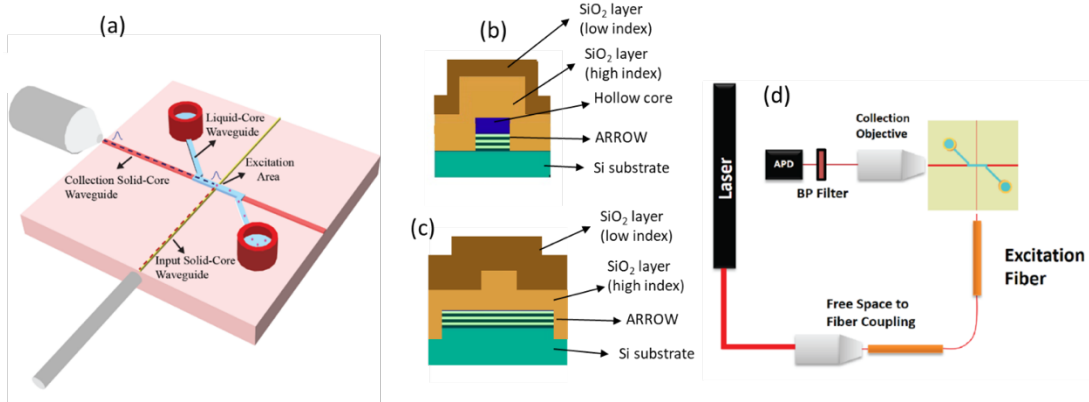 (a)
Liquid-Core
Waveguide
Excitation
Area
Collection Solid-Core
Waveguide
Input Solid-Core
Waveguide
(b)
SiO₂ layer
(low index)
SiO₂ layer
(high index)
Hollow core
ARROW
Si substrate
(c)
SiO₂ layer
(low index)
SiO₂ layer
(high index)
ARROW
Si substrate
(d)
Laser
Collection
Objective
APD
BP Filter
Excitation
Fiber
Free Space to
Fiber Coupling